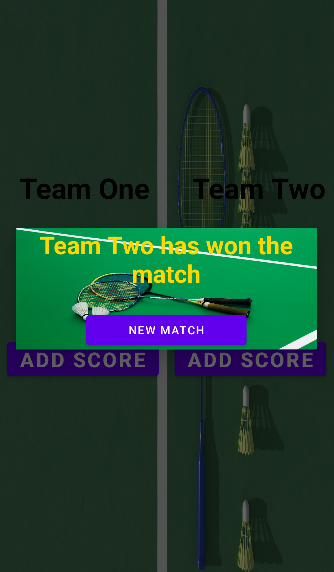 Team One
Team Two
Team Two has won the
match
NEW MATCH
ADD SCORE
ADD SCORE